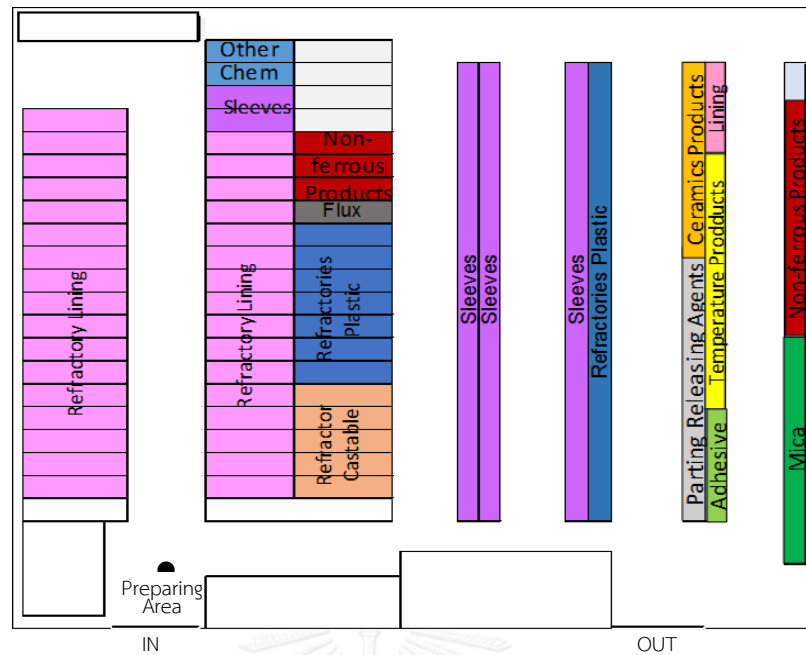 Other
Chem
Sleeves
Non-
ferrous
Products
Flux
Refractory Lining
Refractory Lining
Refractories
Plastic
Refractor
Castable
Sleeves
Sleeves
Sleeves
Refractories Plastic
Ceramics Products
Parting Releasing Agents
Lining
Temperature Prodducts
Adhesive
Non-ferrous Products
Mica
Preparing
Area
IN
OUT